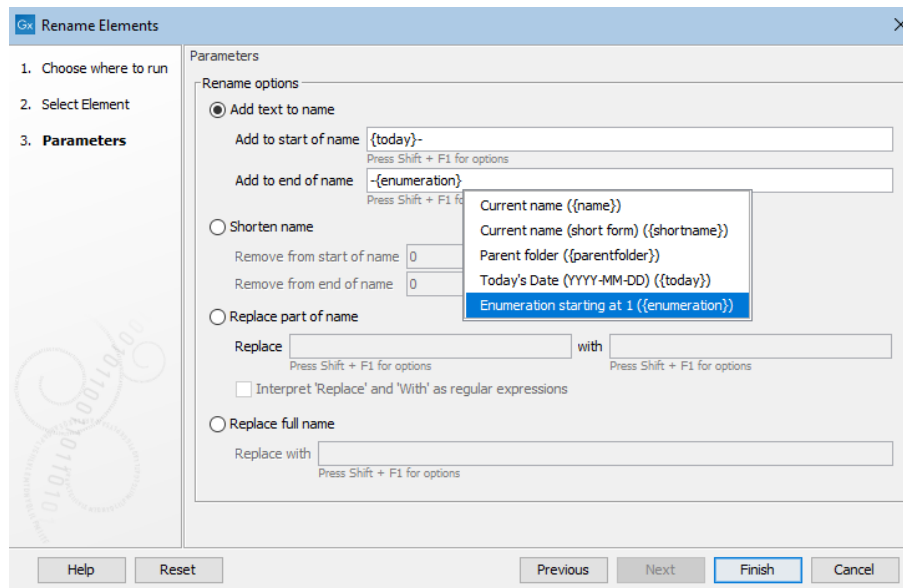 Gx Rename Elements
1. Choose where to run
2. Select Element
3. Parameters
Parameters
Rename options
Add text to name
Add to start of name {today}-
Press Shift + F1 for options
Add to end of name -{enumeration}
Press Shift + F1 fo
Current name ({name})
Current name (short form) ({shortname})
Parent folder ({parentfolder})
Today's Date (YYYY-MM-DD) ({today})
Enumeration starting at 1 ({enumeration})
Shorten name
Remove from start of name 0
Remove from end of name 0
Replace part of name
Replace with
Press Shift + F1 for options Press Shift + F1 for options
Interpret 'Replace' and 'With' as regular expressions
Replace full name
Replace with
Press Shift + F1 for options
Help Reset Previous Next Finish Cancel